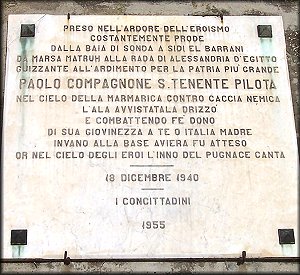 PRESO NELL'ARDORE DELL'EROISMO
COSTANTEMENTE PRODE
DALLA BAIA DI SONDA A SIDI EL BARRANI
DA MARSA MATRUH ALLA RADA DI ALESSANDRIA D'EGITTO
GUIZZANTE ALL'ARDIMENTO PER LA PATRIA PIU GRANDE
PAOLO COMPAGNONE S. TENENTE PILOTA
NEL CIELO DELLA MARMARICA CONTRO CACCIA NEMICA
L'ALA AVVISTATALA DRIZZO
E COMBATTENDO FE DONO
DI SUA GIOVINEZZA A TE O ITALIA MADRE
INVANO ALLA BASE AVIERA FU ATTESO
OR NEL CIELO DEGLI EROI L'INNO DEL PUGNACE CANTA
18 DICEMBRE 1940
I CONCITTADINI
1955